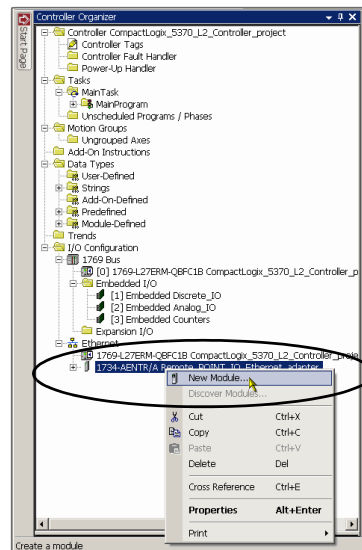 Controller Organizer
Start Page
Controller CompactLogix_5370_L2_Controller_project
Controller Tags
Controller Fault Handler
Power-Up Handler
Tasks
MainTask
MainProgram
Unscheduled Programs / Phases
Motion Groups
Ungrouped Axes
Add-On Instructions
Data Types
User-Defined
Strings
Add-On-Defined
Predefined
Module-Defined
Trends
I/O Configuration
1769 Bus
[0] 1769-L27ERM-QBFC1B CompactLogix_5370_L2_Controller_p
Embedded I/O
[1] Embedded Discrete_IO
[2] Embedded Analog_IO
[3] Embedded Counters
Expansion I/O
Ethernet
1769-L27ERM-QBFC1B CompactLogix_5370_L2_Controller_proje
1734-AENTR/A Remote_POINT_IO_Ethernet_adapter
New Module...
Discover Modules...
Cut Ctrl+X
Copy Ctrl+C
Paste Ctrl+V
Delete Del
Cross Reference Ctrl+E
Properties Alt+Enter
Print
Create a module